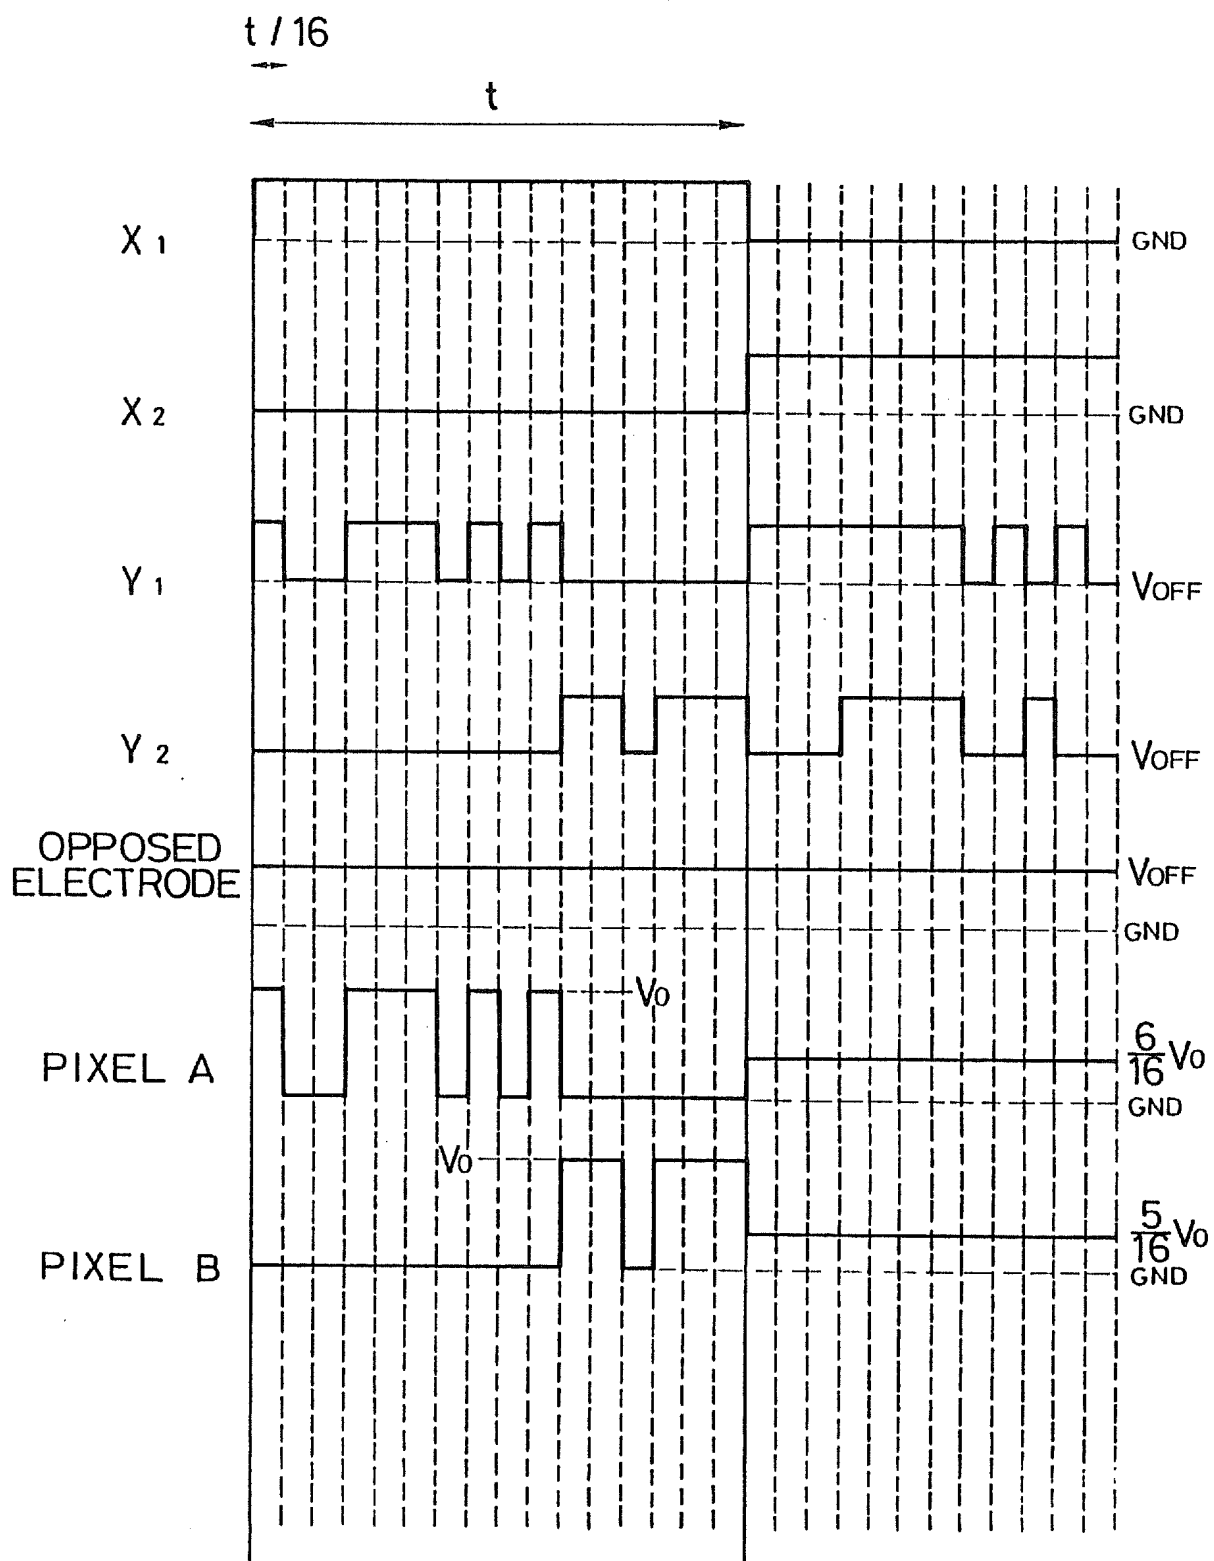 t / 16
t
X 1
GND
X 2
GND
Y 1
VOFF
Y 2
VOFF
OPPOSED
ELECTRODE
VOFF
GND
V0
PIXEL A
6/16 V0
GND
V0
PIXEL B
5/16 V0
GND